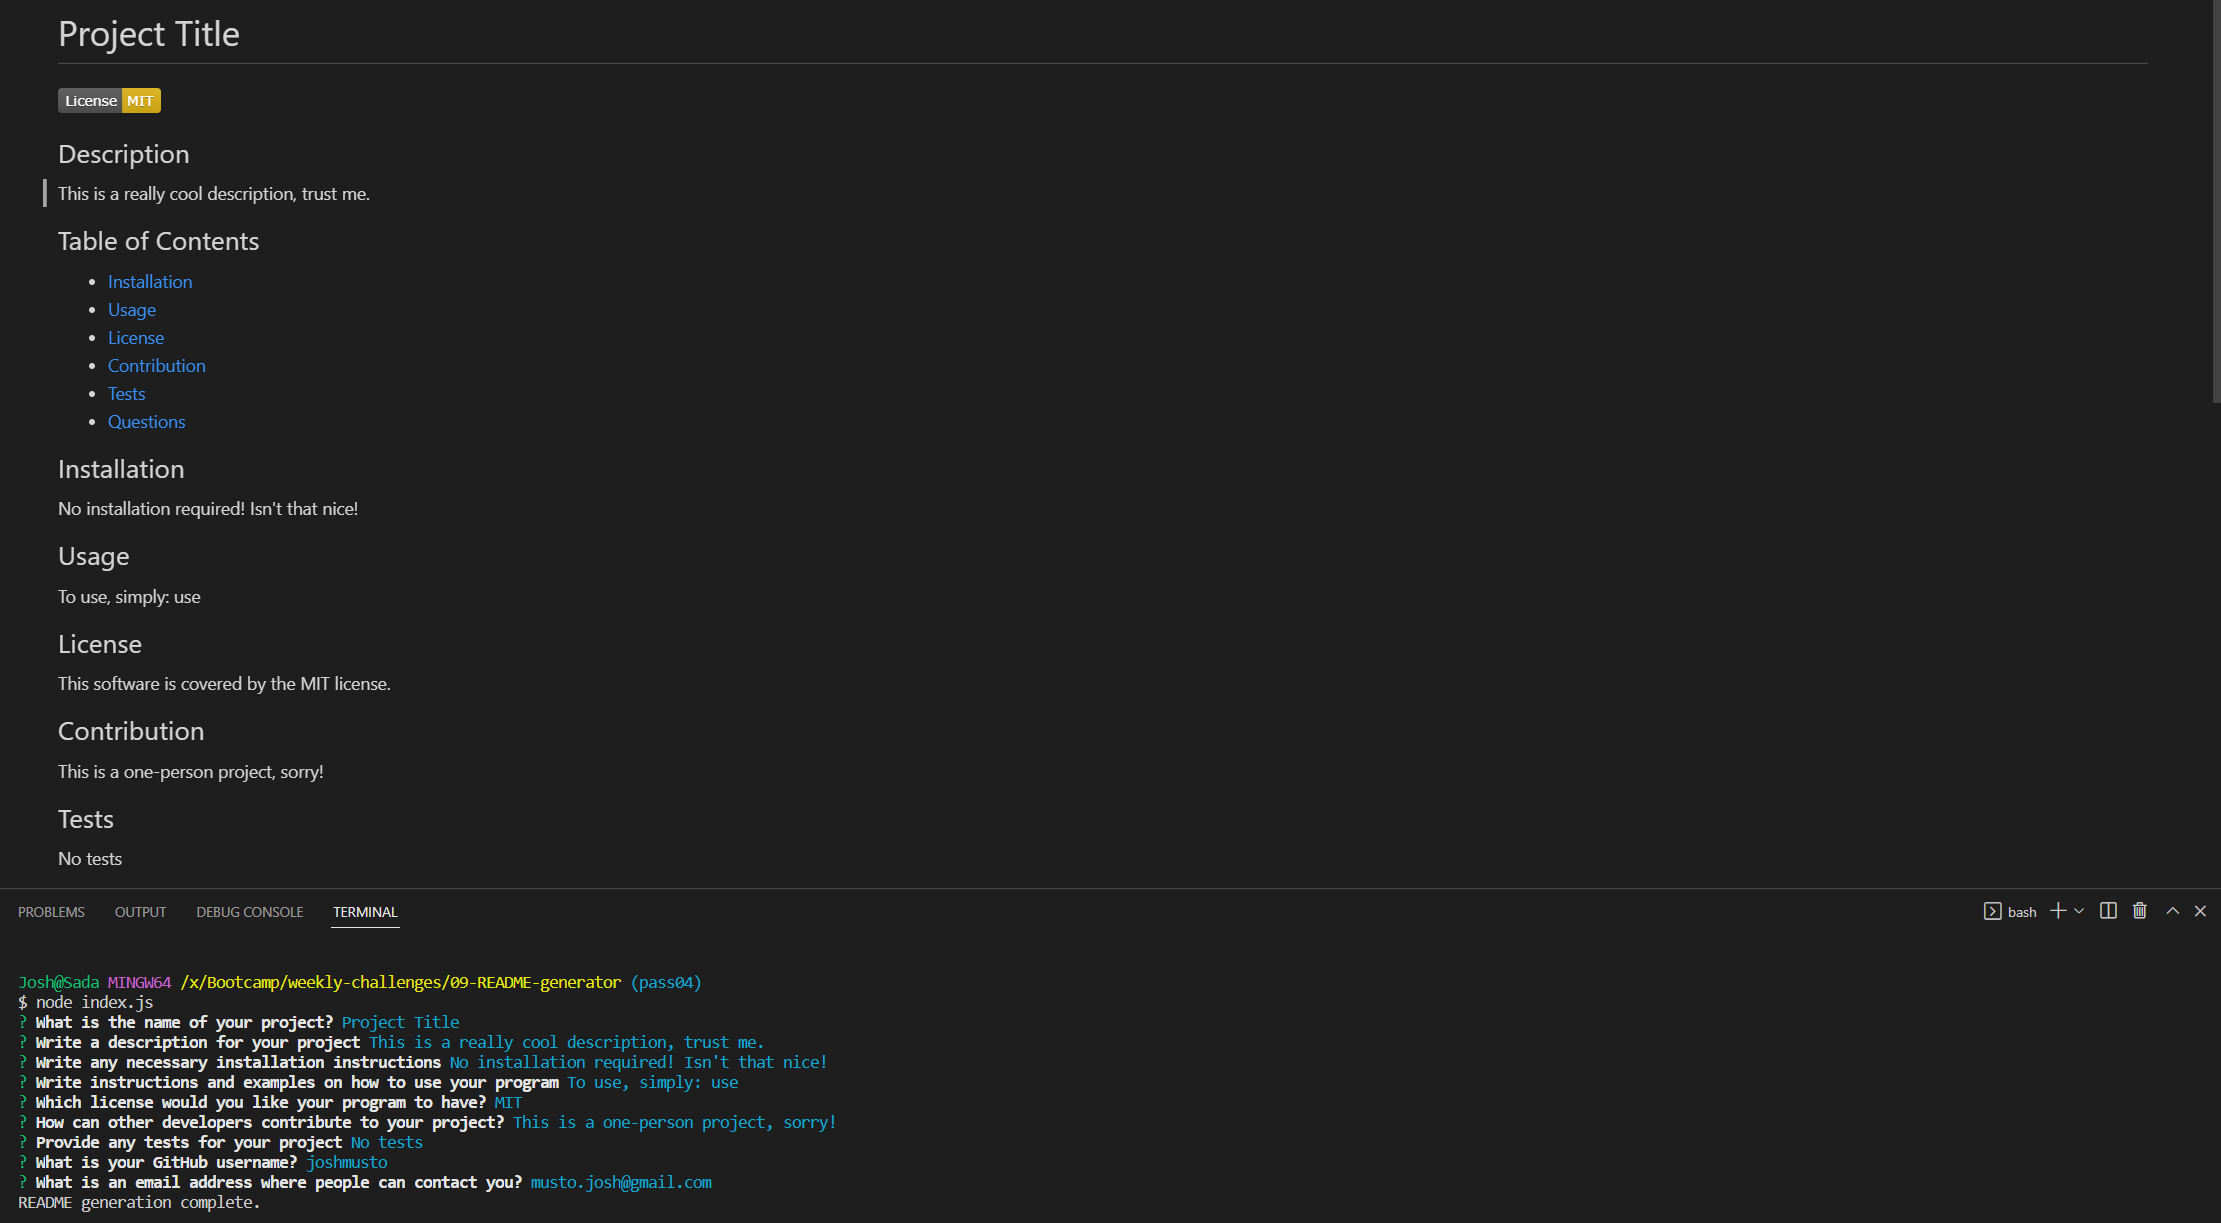 Project Title
License MIT
Description
This is a really cool description, trust me.
Table of Contents
Installation
Usage
License
Contribution
Tests
Questions
Installation
No installation required! Isn't that nice!
Usage
To use, simply: use
License
This software is covered by the MIT license.
Contribution
This is a one-person project, sorry!
Tests
No tests
PROBLEMS OUTPUT DEBUG CONSOLE TERMINAL bash
Josh@Sada MINGW64 /x/Bootcamp/weekly-challenges/09-README-generator (pass04)
$ node index.js
? What is the name of your project? Project Title
? Write a description for your project This is a really cool description, trust me.
? Write any necessary installation instructions No installation required! Isn't that nice!
? Write instructions and examples on how to use your program To use, simply: use
? Which license would you like your program to have? MIT
? How can other developers contribute to your project? This is a one-person project, sorry!
? Provide any tests for your project No tests
? What is your GitHub username? joshmusto
? What is an email address where people can contact you? musto.josh@gmail.com
README generation complete.